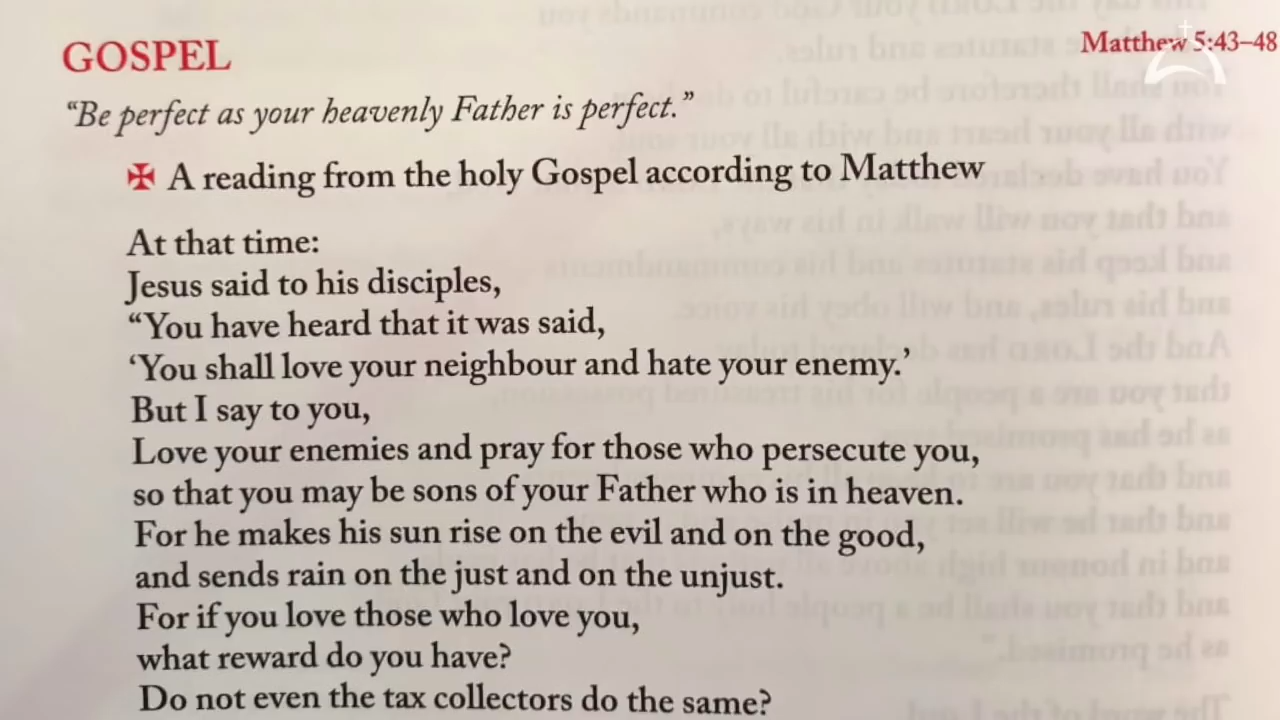 GOSPEL
Matthew 5:43–48
“Be perfect as your heavenly Father is perfect.”
✠ A reading from the holy Gospel according to Matthew
At that time:
Jesus said to his disciples,
“You have heard that it was said,
‘You shall love your neighbour and hate your enemy.’
But I say to you,
Love your enemies and pray for those who persecute you,
so that you may be sons of your Father who is in heaven.
For he makes his sun rise on the evil and on the good,
and sends rain on the just and on the unjust.
For if you love those who love you,
what reward do you have?
Do not even the tax collectors do the same?